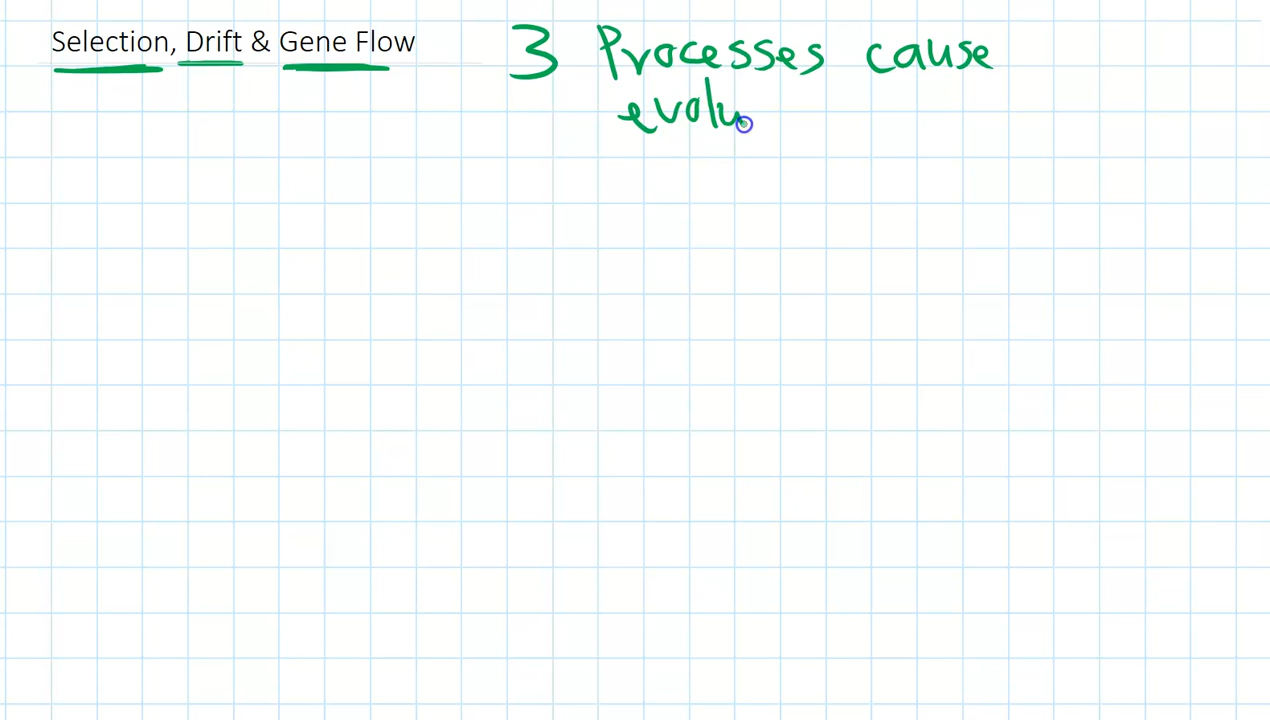 Selection, Drift & Gene Flow
3 Processes cause
evolu